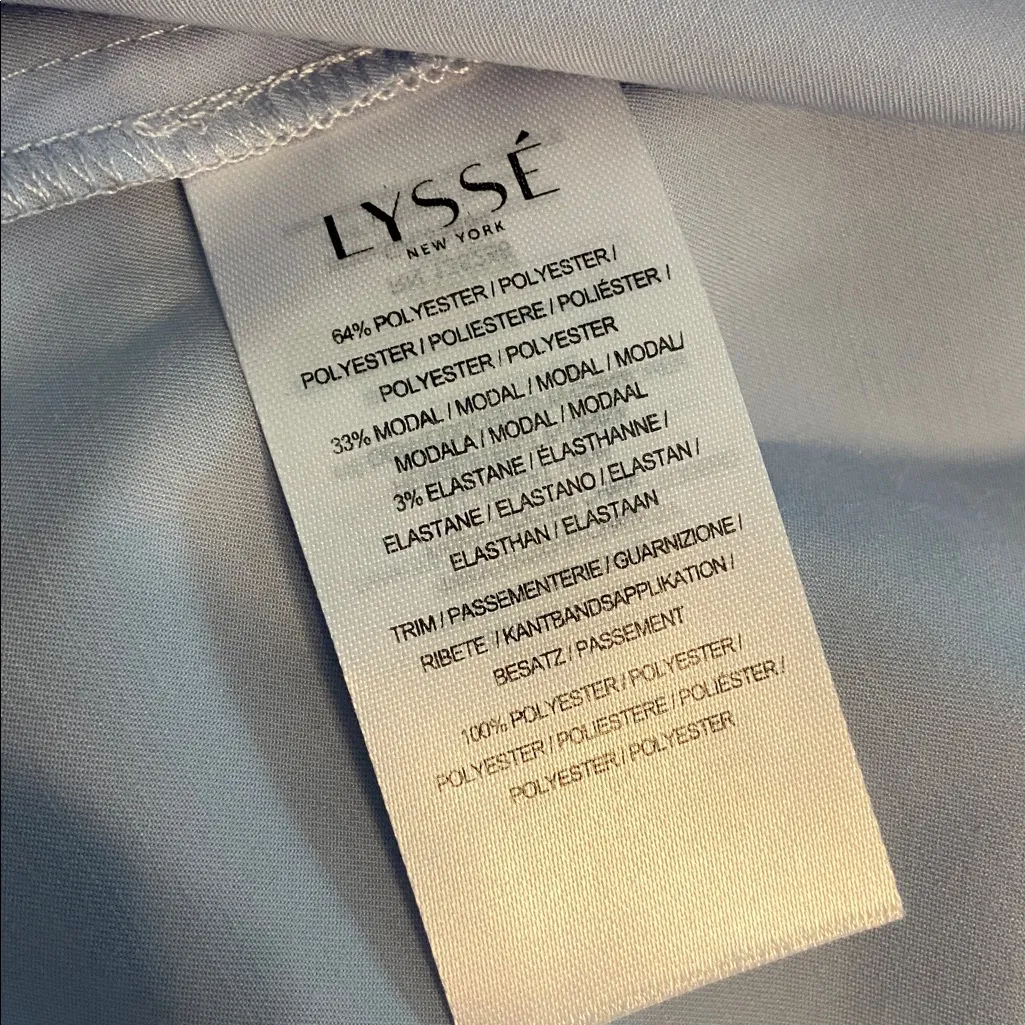 LYSSÉ
NEW YORK
64% POLYESTER / POLYESTER /
POLYESTER / POLIESTERE / POLIÉSTER /
POLYESTER / POLYESTER
33% MODAL / MODAL / MODAL / MODAL/
MODALA / MODAL / MODAAL
3% ELASTANE / ÉLASTHANNE /
ELASTANE / ELASTANO / ELASTAN /
ELASTHAN / ELASTAAN
TRIM / PASSEMENTERIE / GUARNIZIONE /
RIBETE / KANTBANDSAPPLIKATION /
BESATZ / PASSEMENT
100% POLYESTER / POLYESTER /
POLYESTER / POLIESTERE / POLIÉSTER /
POLYESTER / POLYESTER